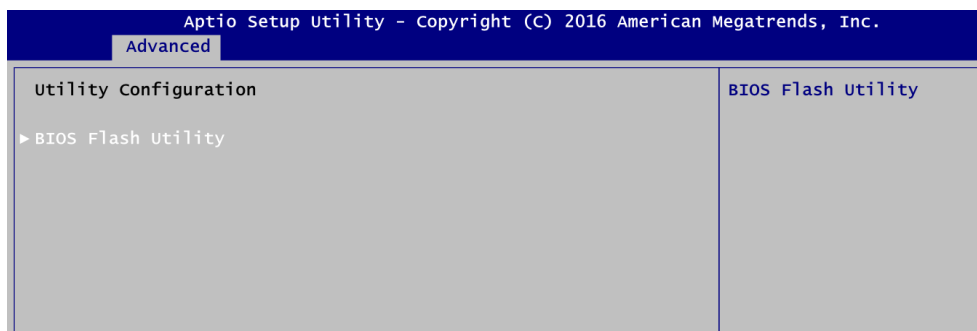 Aptio Setup Utility - Copyright (C) 2016 American Megatrends, Inc.
Advanced
Utility Configuration
BIOS Flash Utility
BIOS Flash Utility